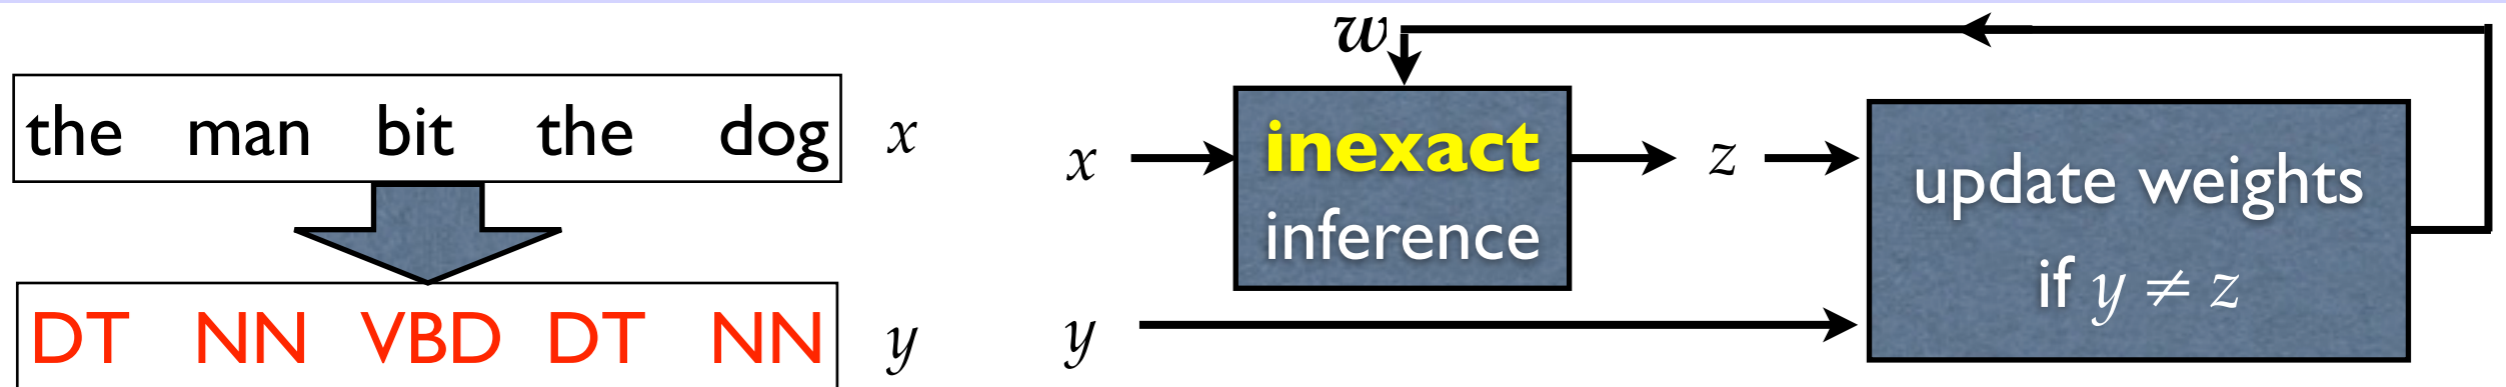 the man bit the dog x
DT NN VBD DT NN y
w
x inexact inference z
y
update weights
if y ≠ z